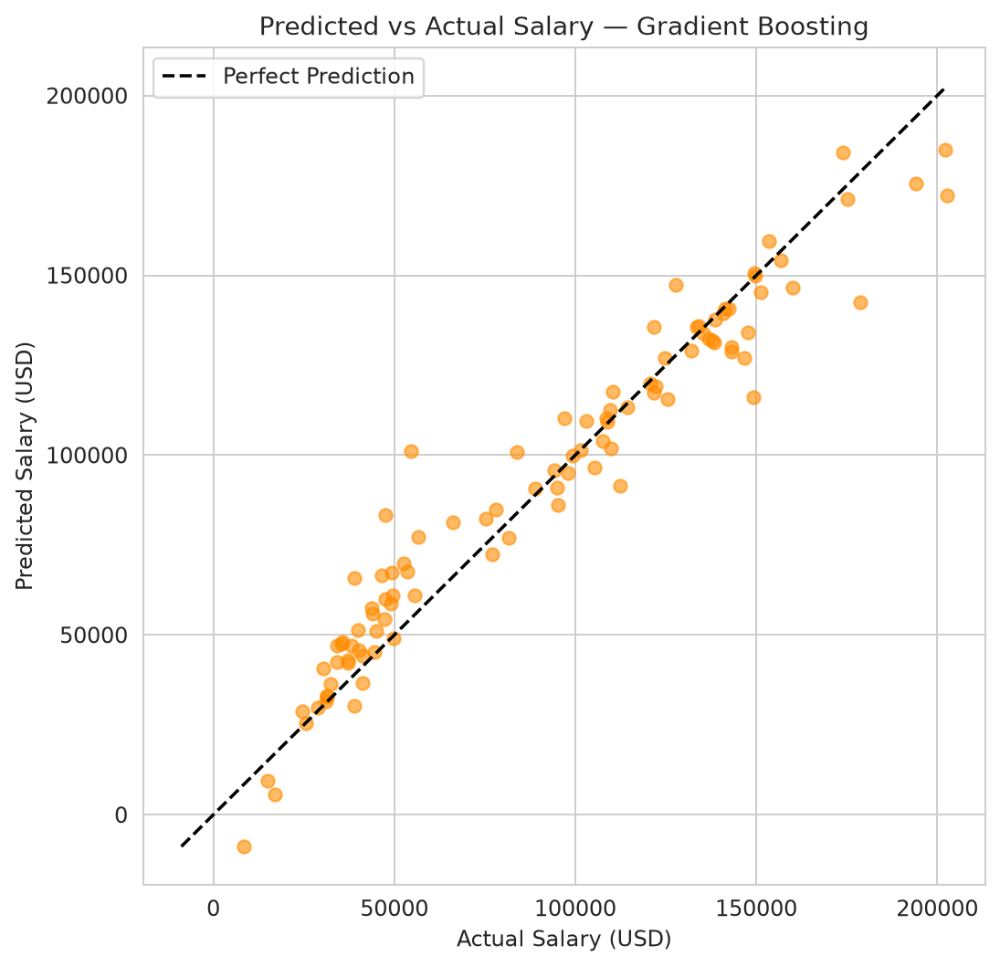 Predicted vs Actual Salary — Gradient Boosting
Perfect Prediction
200000
150000
100000
50000
0
Predicted Salary (USD)
0 50000 100000 150000 200000
Actual Salary (USD)